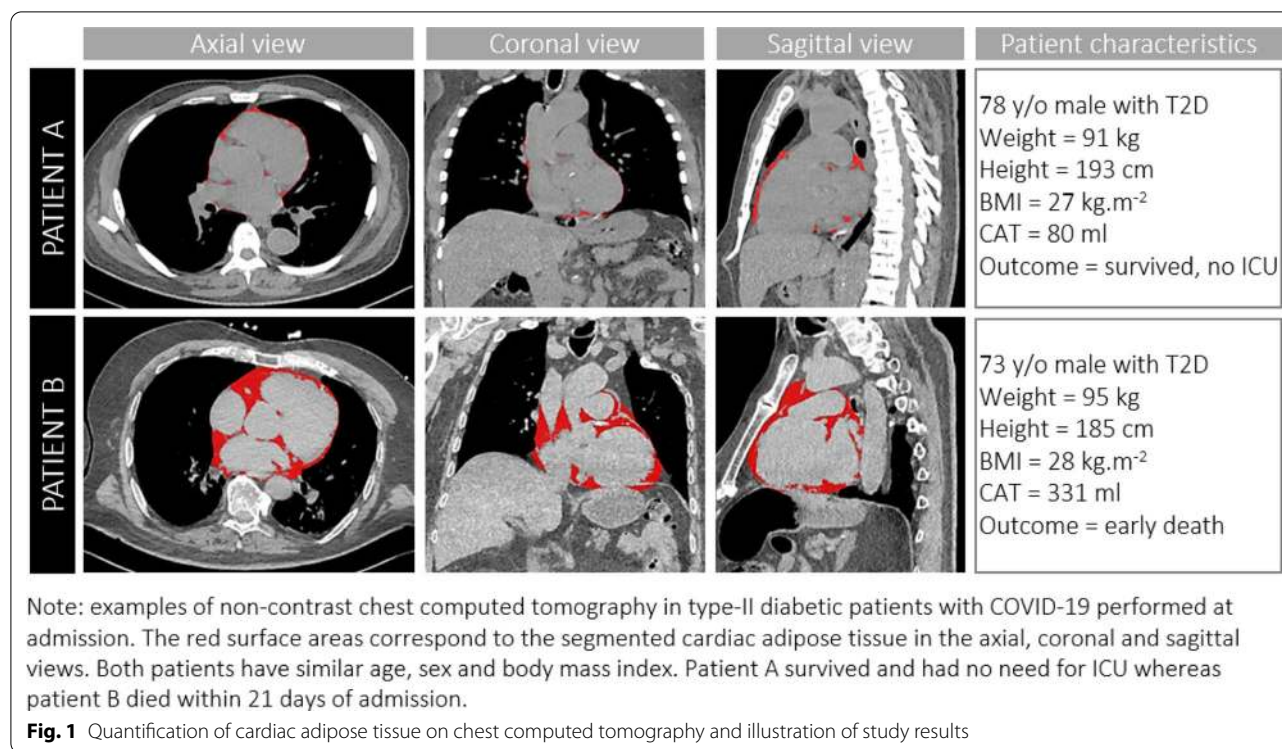 Axial view
Coronal view
Sagittal view
Patient characteristics
PATIENT A
78 y/o male with T2D
Weight = 91 kg
Height = 193 cm
BMI = 27 kg.m⁻²
CAT = 80 ml
Outcome = survived, no ICU
PATIENT B
73 y/o male with T2D
Weight = 95 kg
Height = 185 cm
BMI = 28 kg.m⁻²
CAT = 331 ml
Outcome = early death
Note: examples of non-contrast chest computed tomography in type-II diabetic patients with COVID-19 performed at
admission. The red surface areas correspond to the segmented cardiac adipose tissue in the axial, coronal and sagittal
views. Both patients have similar age, sex and body mass index. Patient A survived and had no need for ICU whereas
patient B died within 21 days of admission.
Fig. 1 Quantification of cardiac adipose tissue on chest computed tomography and illustration of study results